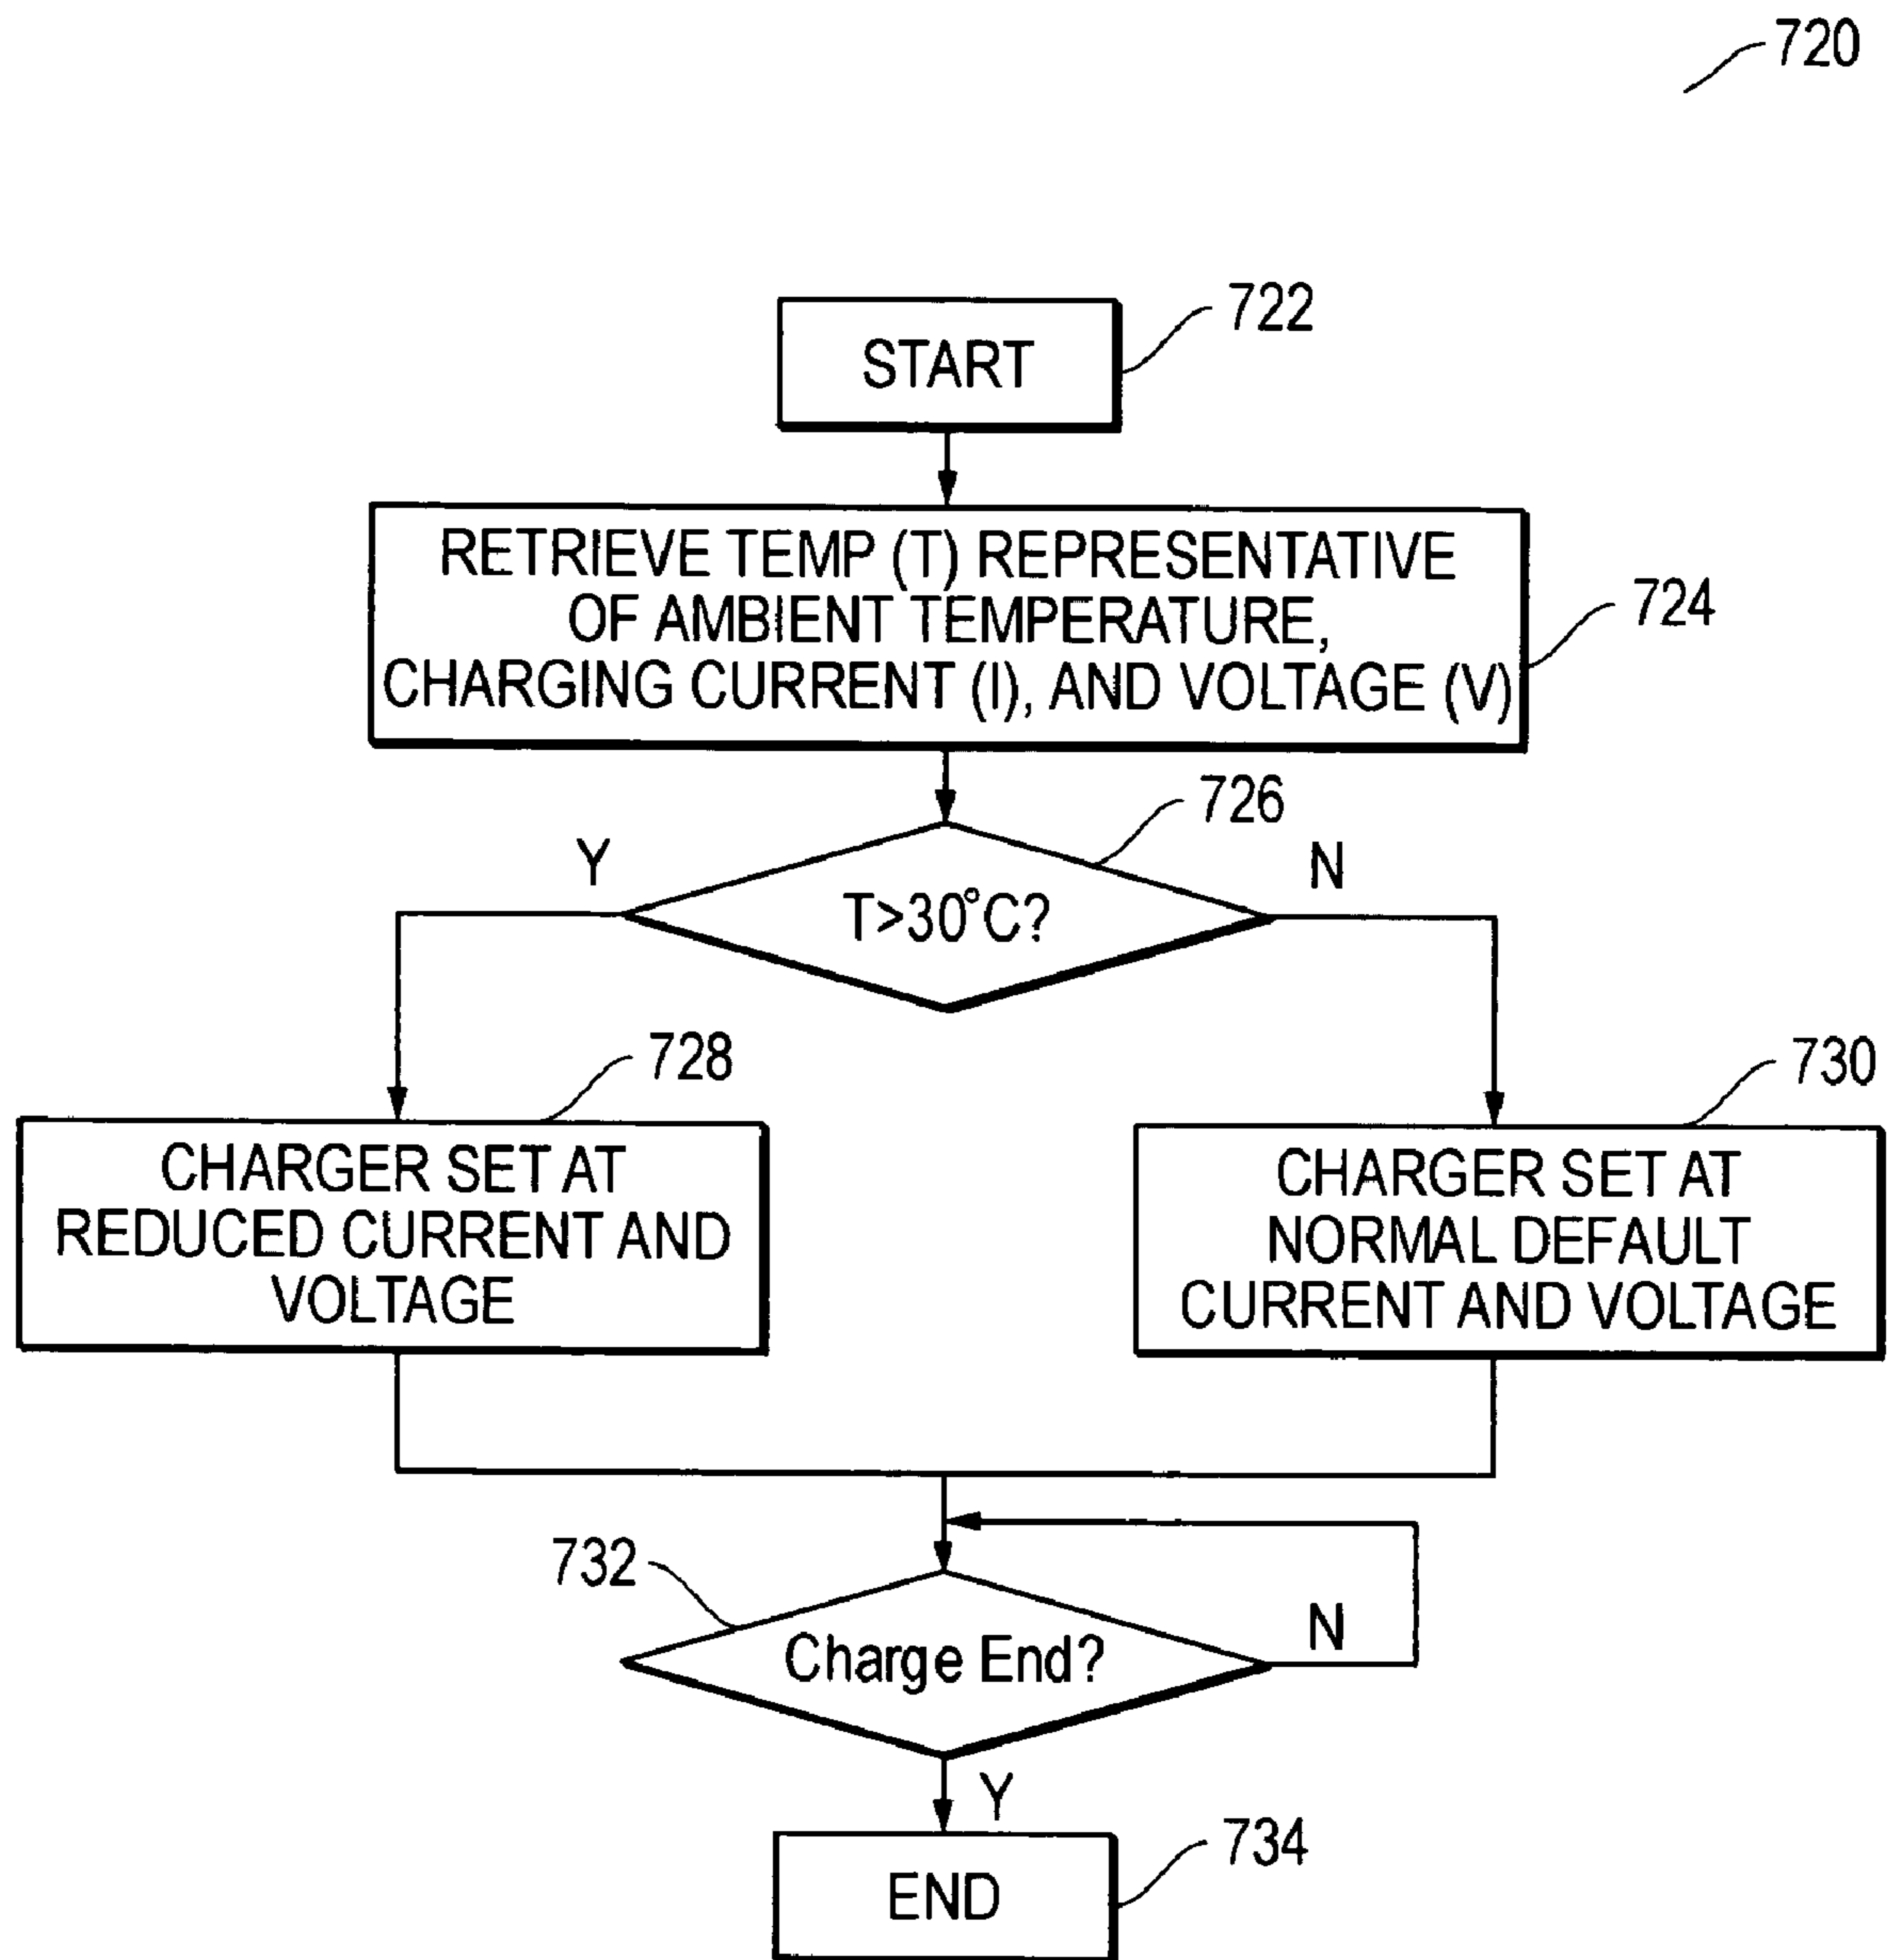 720
722
START
RETRIEVE TEMP (T) REPRESENTATIVE
OF AMBIENT TEMPERATURE,
CHARGING CURRENT (I), AND VOLTAGE (V)
724
726
Y
N
T>30°C?
728
730
CHARGER SET AT
REDUCED CURRENT AND
VOLTAGE
CHARGER SET AT
NORMAL DEFAULT
CURRENT AND VOLTAGE
732
Charge End?
N
Y
734
END